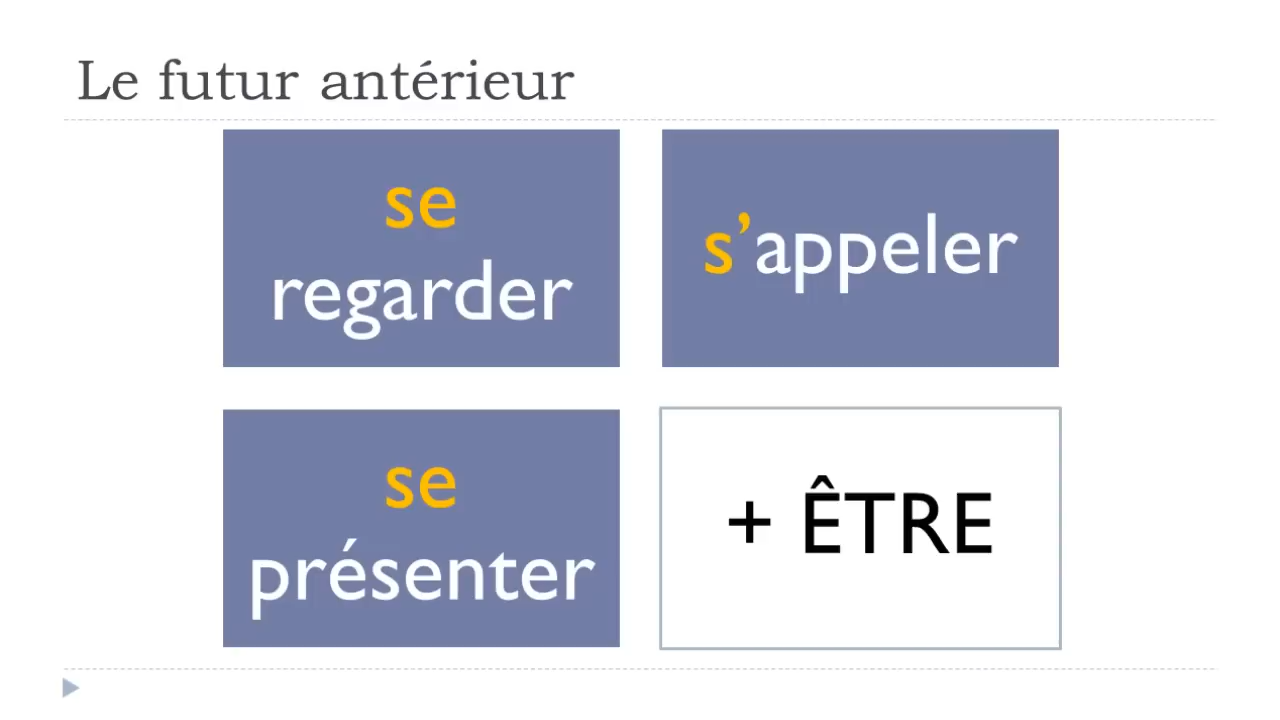 Le futur antérieur
se
regarder
s’appeler
se
présenter
+ ÊTRE